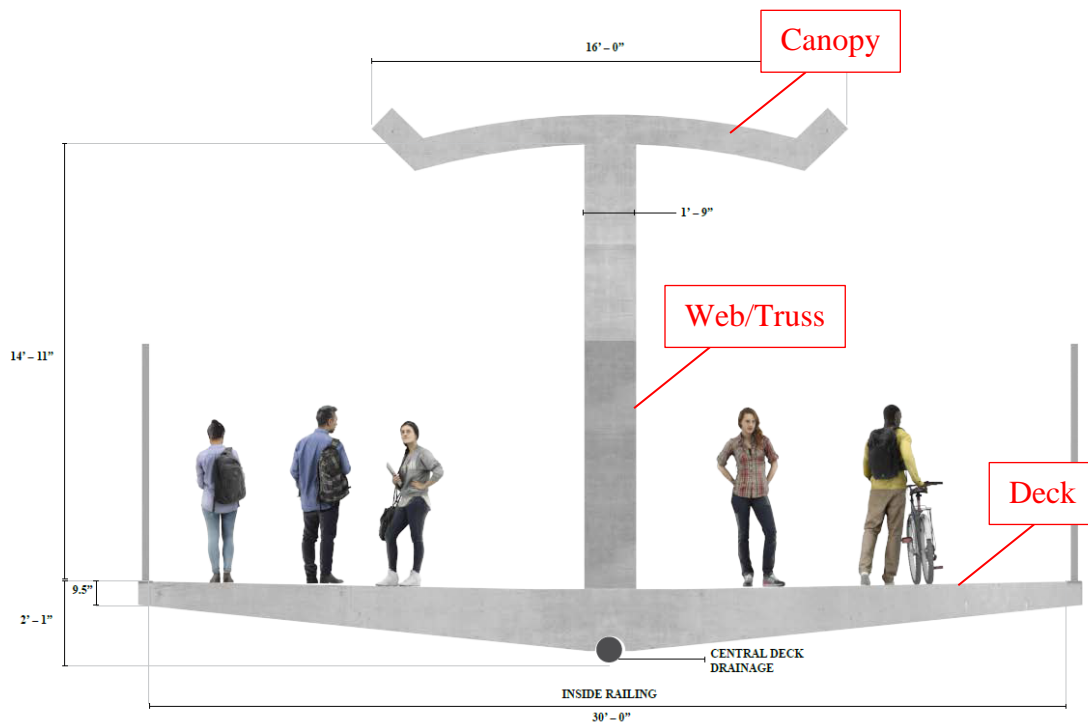 16’ – 0”
Canopy
1’ – 9”
Web/Truss
14’ – 11”
Deck
9.5”
2’ – 1”
CENTRAL DECK
DRAINAGE
INSIDE RAILING
30’ – 0”